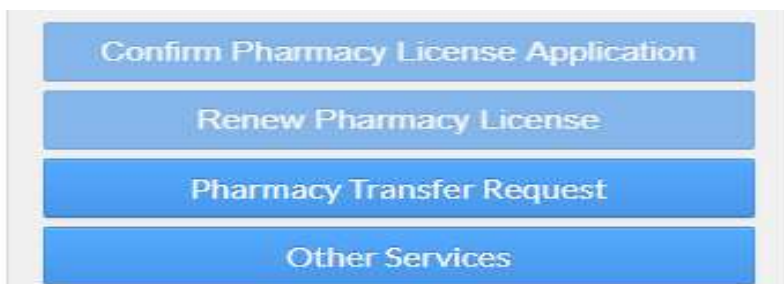 Confirm Pharmacy License Application
Renew Pharmacy License
Pharmacy Transfer Request
Other Services